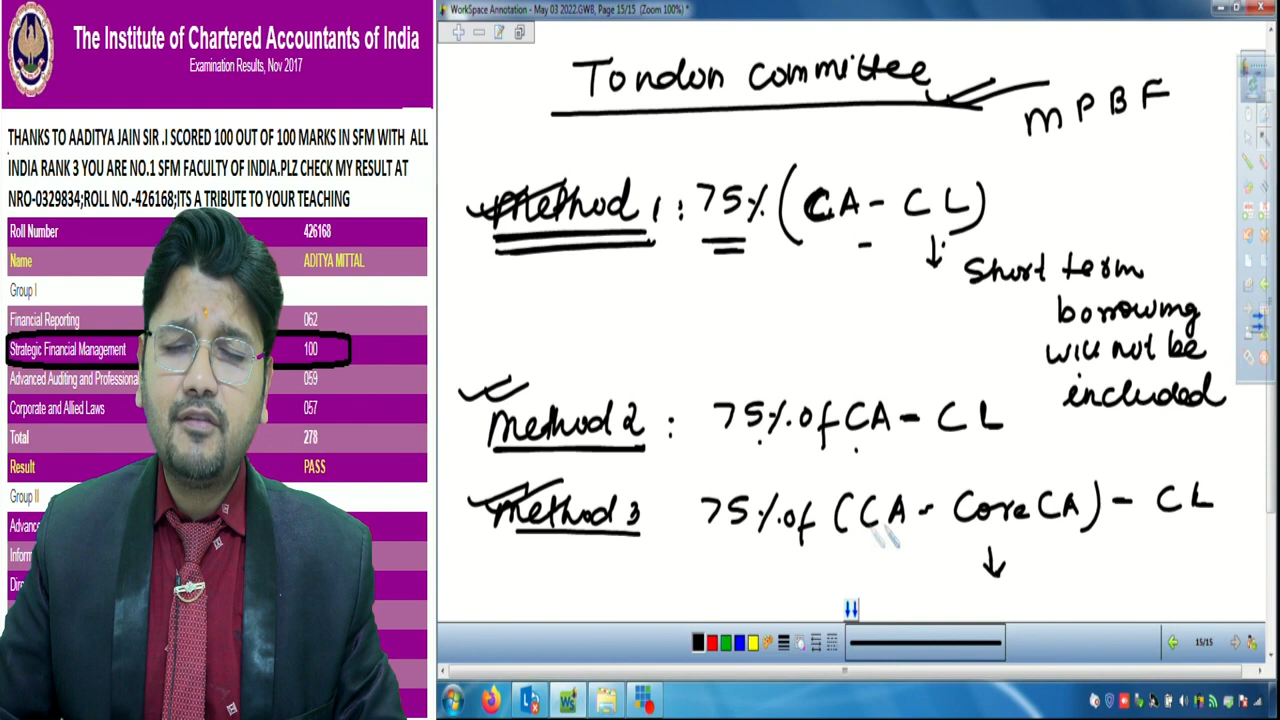 The Institute of Chartered Accountants of India
Examination Results, Nov 2017
THANKS TO AADITYA JAIN SIR .I SCORED 100 OUT OF 100 MARKS IN SFM WITH ALL
INDIA RANK 3 YOU ARE NO.1 SFM FACULTY OF INDIA.PLZ CHECK MY RESULT AT
NRO-0329834;ROLL NO.-426168;ITS A TRIBUTE TO YOUR TEACHING
Roll Number 426168
Name ADITYA MITTAL
Group I
Financial Reporting 062
Strategic Financial Management 100
Advanced Auditing and Professional 059
Corporate and Allied Laws 057
Total 278
Result PASS
Group II
WorkSpace Annotation - May 03 2022.GWB, Page 15/15 (Zoom 100%) *
Tondon committee
MPBF
Method 1 : 75% (CA - CL)
Short term
borrowing
will not be
included
Method 2 : 75% of CA - CL
Method 3 75% of (CA - Core CA) - CL
15/15